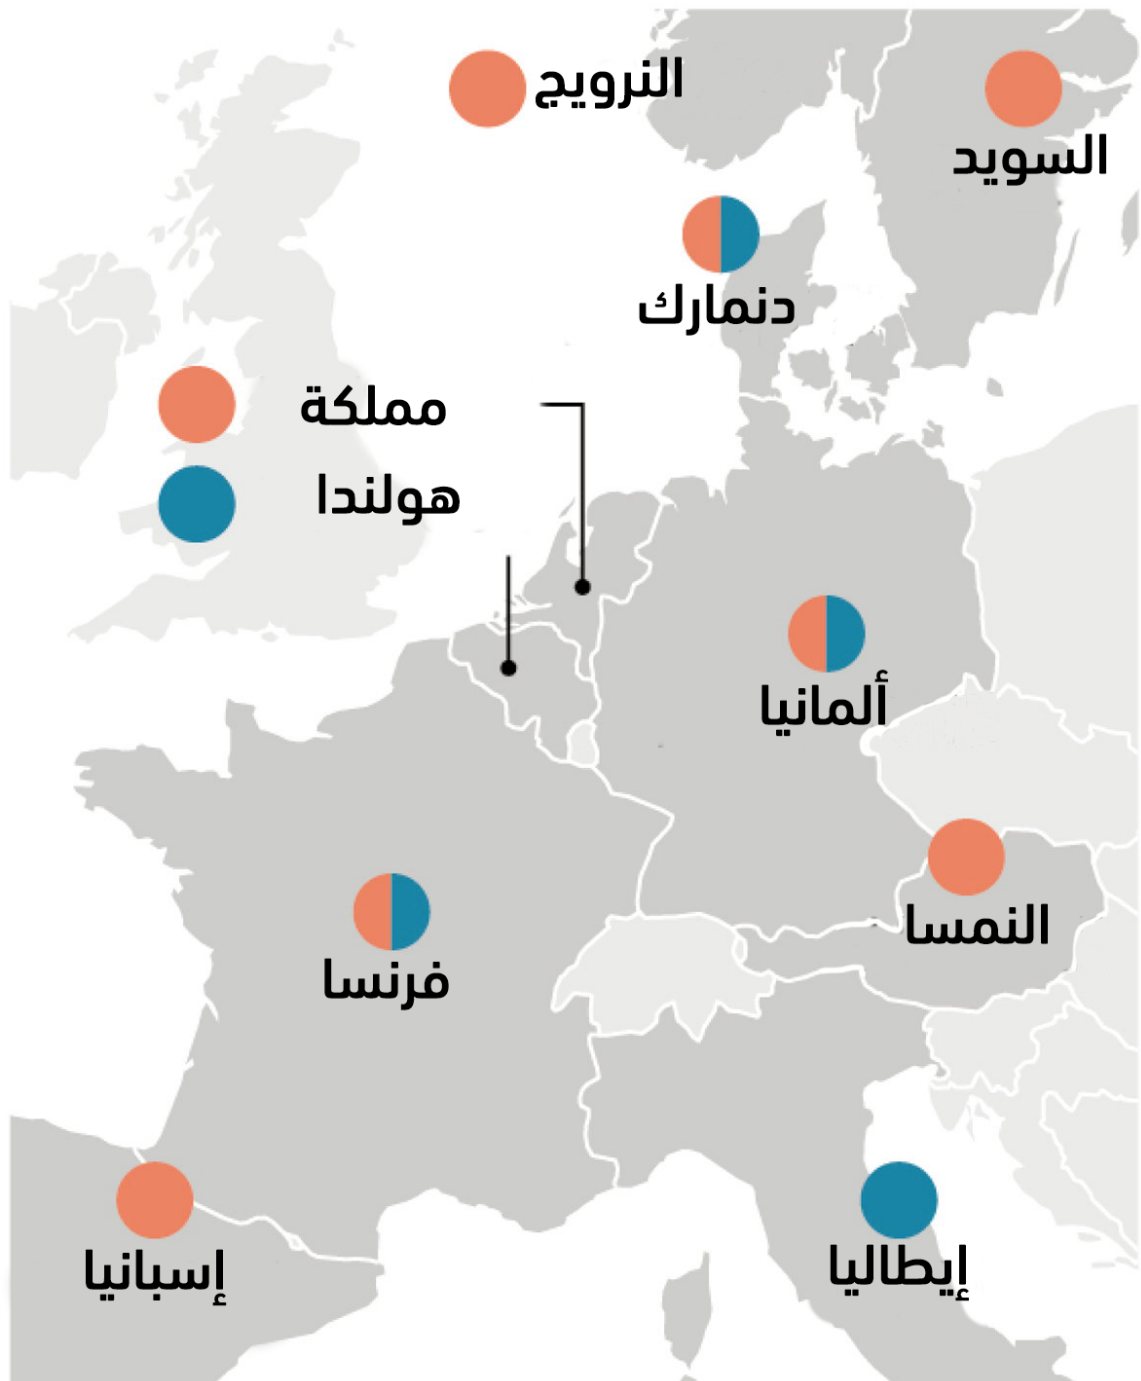 النرويج
السويد
دنمارك
مملكة
هولندا
ألمانيا
النمسا
فرنسا
إسبانيا
إيطاليا